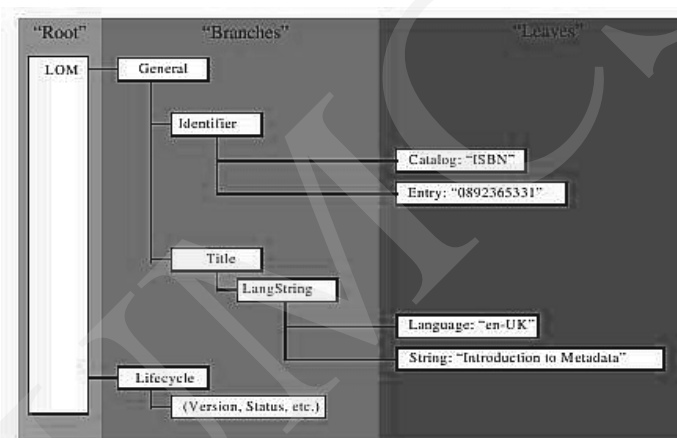 “Root” “Branches” “Leaves”
LOM General
Identifier
Catalog: “ISBN”
Entry: “0892365331”
Title
LangString
Language: “en-UK”
String: “Introduction to Metadata”
Lifecycle
(Version, Status, etc.)